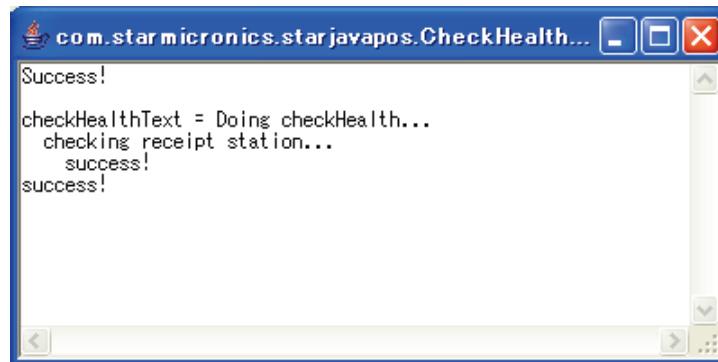 com.starmicronics.starjavapos.CheckHealth...
Success!
checkHealthText = Doing checkHealth...
checking receipt station...
success!
success!